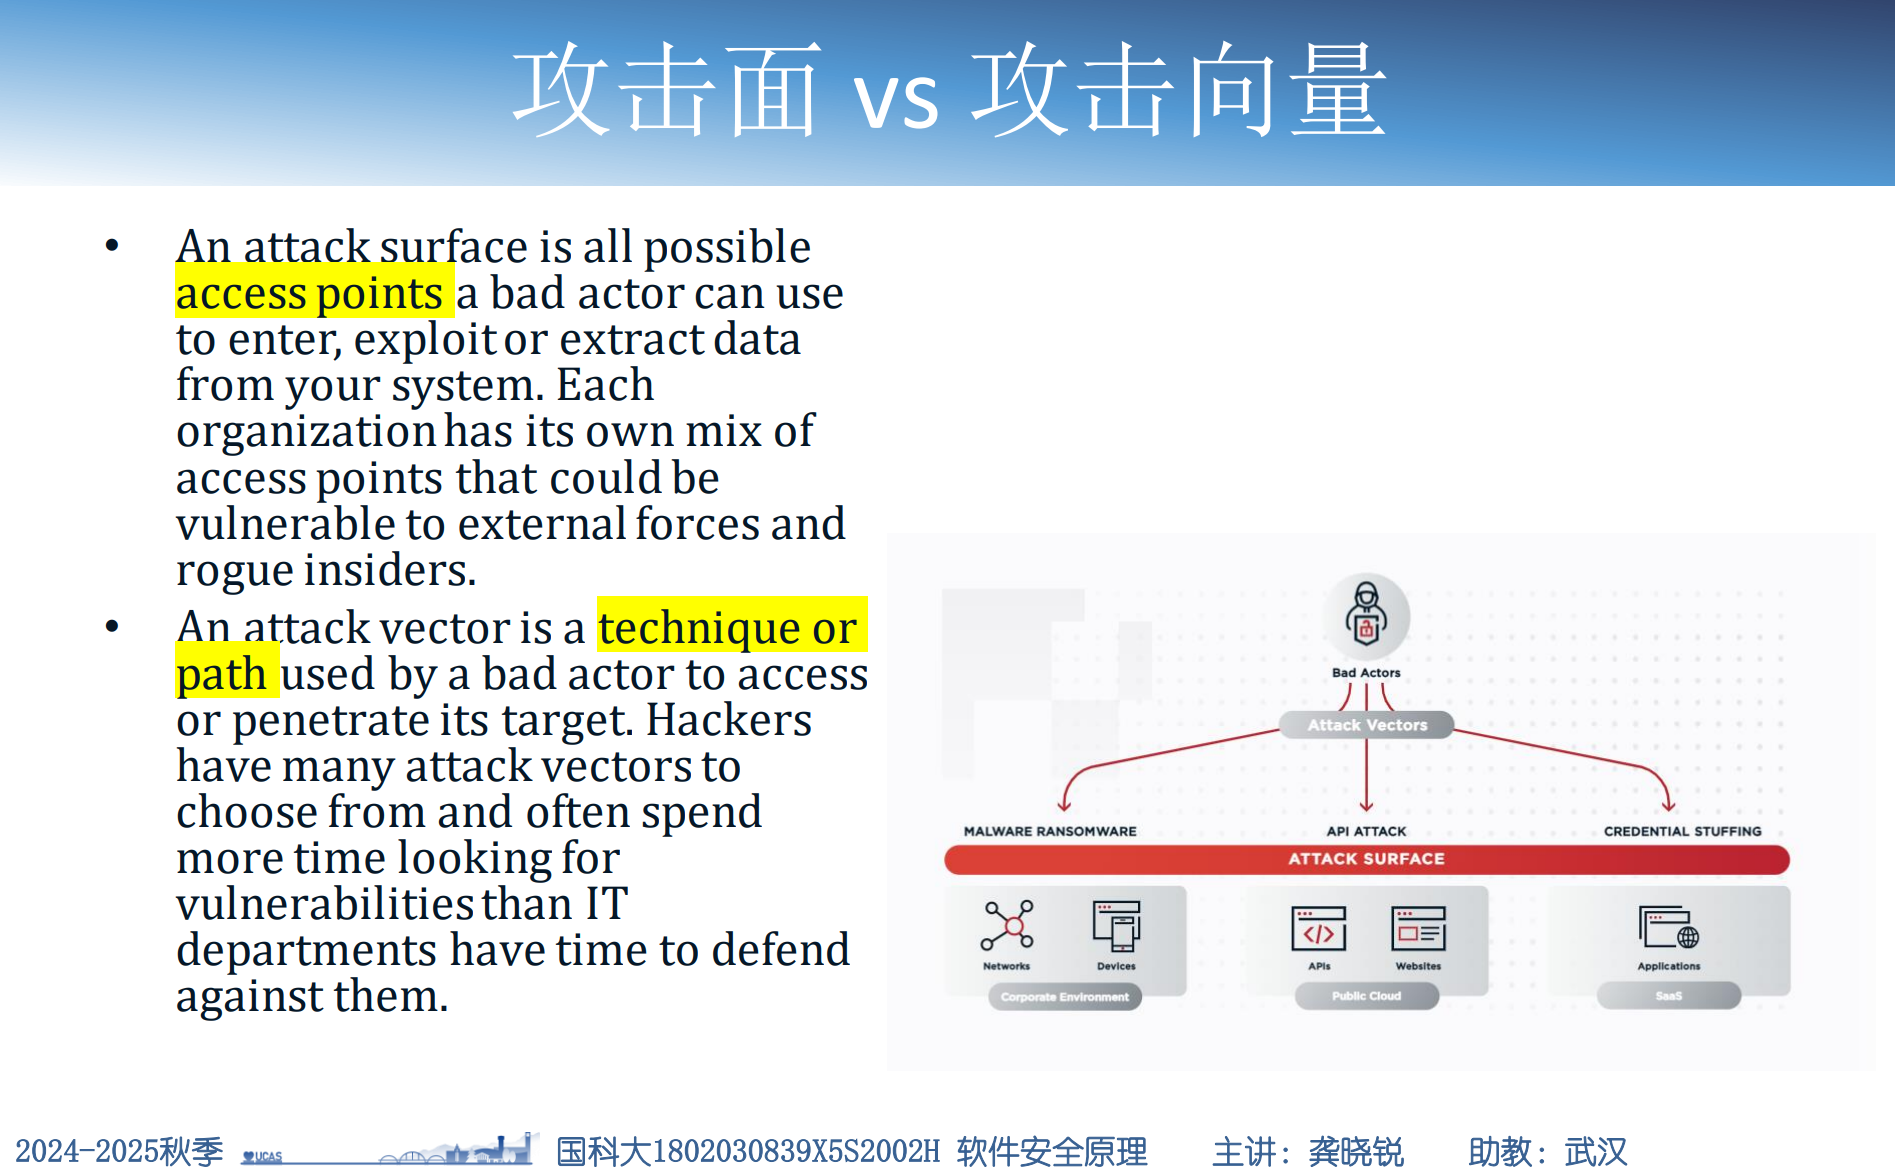 攻击面 vs 攻击向量
• An attack surface is all possible
access points a bad actor can use
to enter, exploit or extract data
from your system. Each
organization has its own mix of
access points that could be
vulnerable to external forces and
rogue insiders.
• An attack vector is a technique or
path used by a bad actor to access
or penetrate its target. Hackers
have many attack vectors to
choose from and often spend
more time looking for
vulnerabilities than IT
departments have time to defend
against them.
Bad Actors
Attack Vectors
MALWARE RANSOMWARE API ATTACK CREDENTIAL STUFFING
ATTACK SURFACE
Networks Devices APIs Websites Applications
Corporate Environment Public Cloud SaaS
2024-2025秋季 UCAS 国科大1802030839X5S2002H 软件安全原理 主讲：龚晓锐 助教：武汉